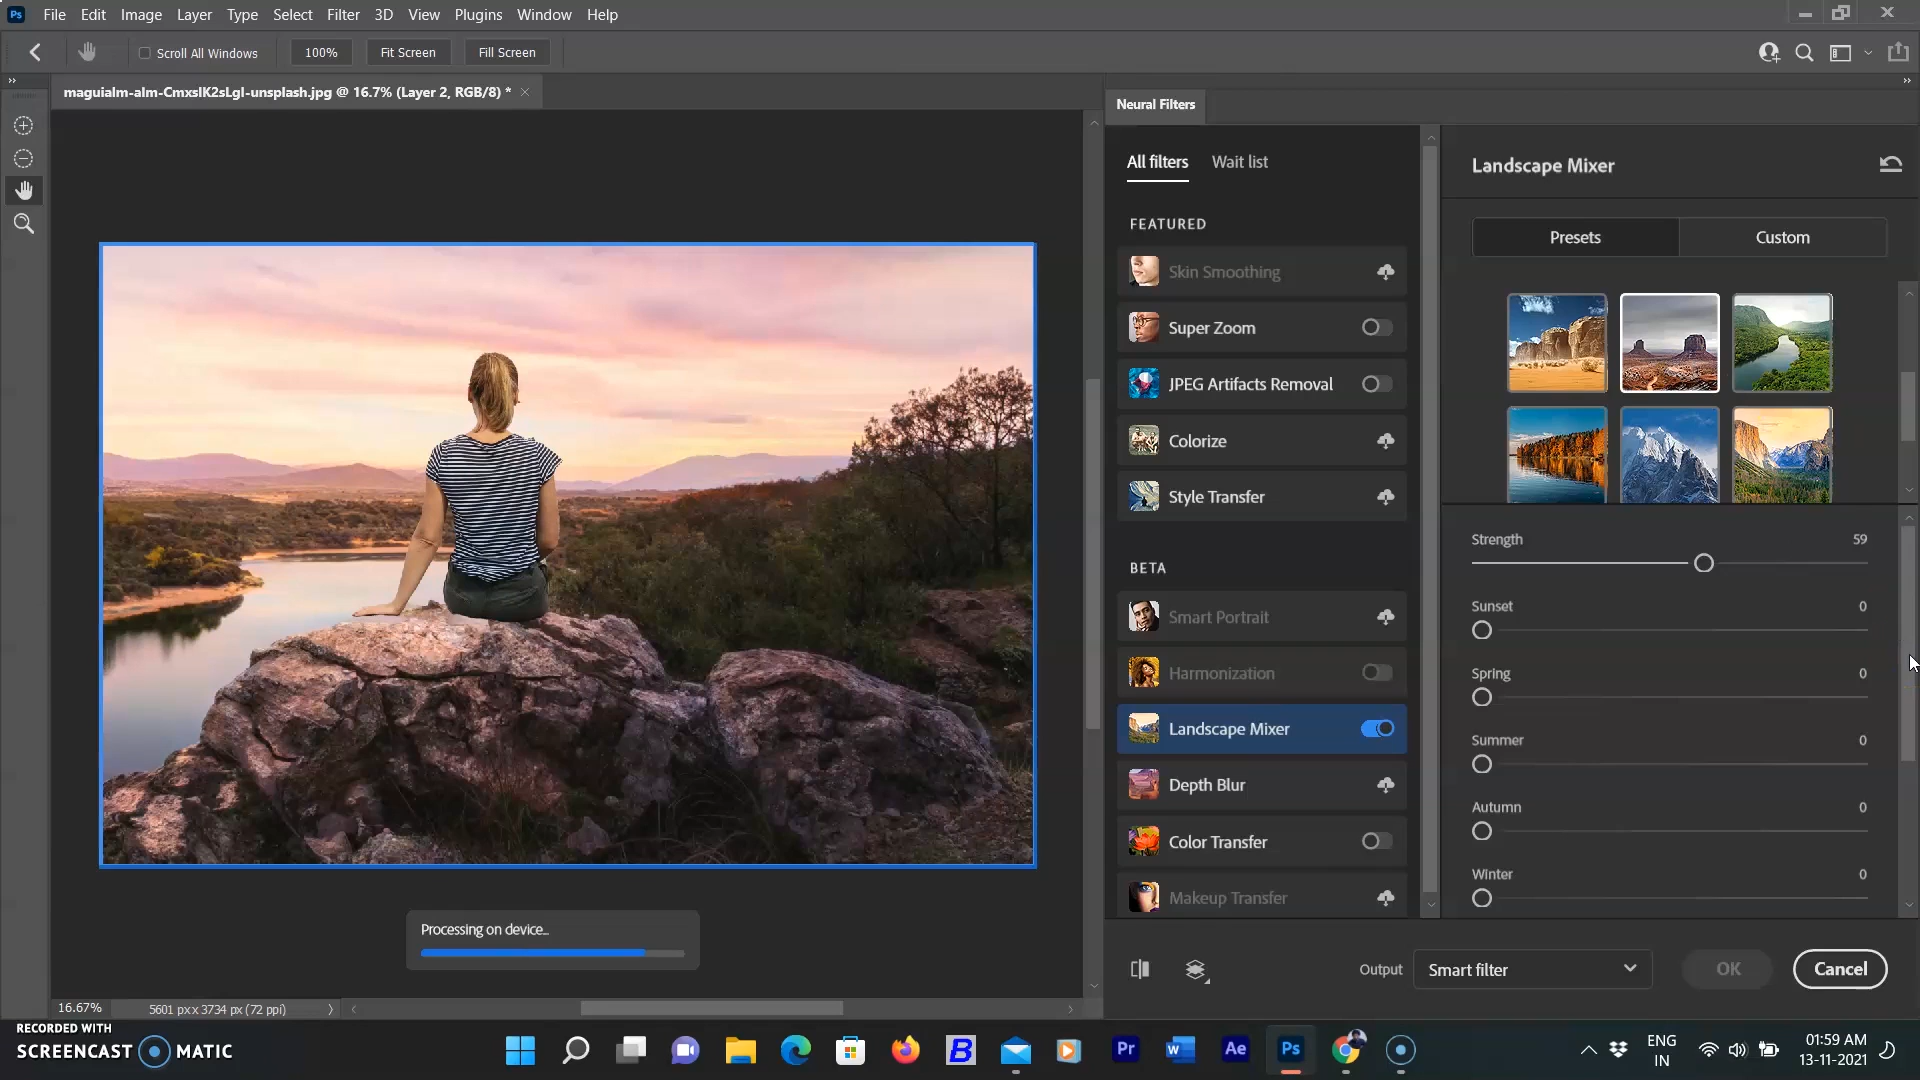 Ps File Edit Image Layer Type Select Filter 3D View Plugins Window Help
Scroll All Windows 100% Fit Screen Fill Screen
maguialm-alm-CmxslK2sLgI-unsplash.jpg @ 16.7% (Layer 2, RGB/8) *
Neural Filters
All filters Wait list
Landscape Mixer
Presets Custom
FEATURED
Skin Smoothing
Super Zoom
JPEG Artifacts Removal
Colorize
Style Transfer
BETA
Smart Portrait
Harmonization
Landscape Mixer
Depth Blur
Color Transfer
Makeup Transfer
Strength 59
Sunset 0
Spring 0
Summer 0
Autumn 0
Winter 0
Processing on device...
Output Smart filter OK Cancel
16.67% 5601 px x 3734 px (72 ppi)
RECORDED WITH
SCREENCAST MATIC
B Pr W Ae Ps
ENG
IN
01:59 AM
13-11-2021